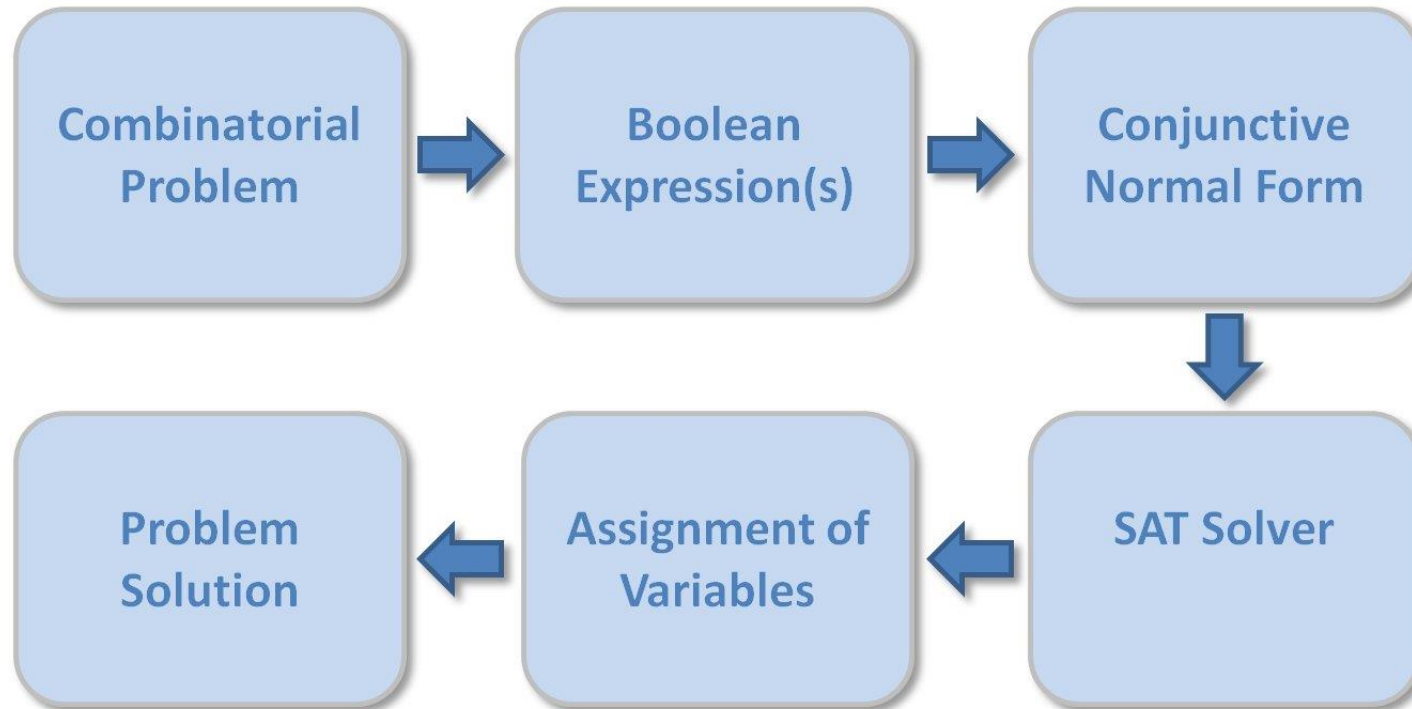 Combinatorial
Problem
Boolean
Expression(s)
Conjunctive
Normal Form
SAT Solver
Assignment of
Variables
Problem
Solution